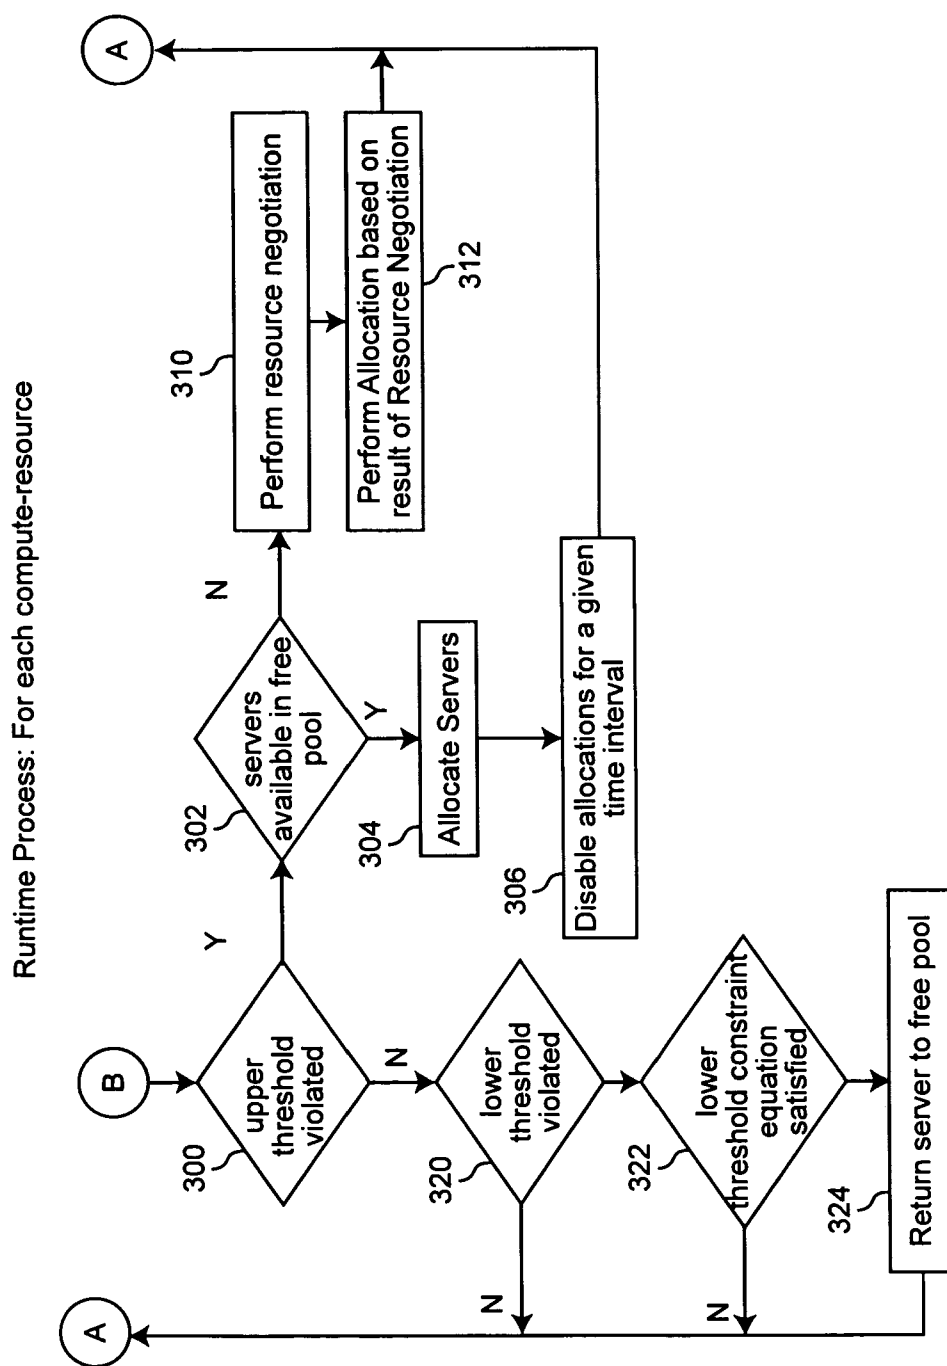 Runtime Process: For each compute-resource
B
300
upper
threshold
violated
Y
N
302
servers
available in free
pool
N
Y
310
Perform resource negotiation
312
Perform Allocation based on
result of Resource Negotiation
304
Allocate Servers
306
Disable allocations for a given
time interval
A
320
lower
threshold
violated
N
322
lower
threshold constraint
equation
satisfied
N
324
Return server to free pool
A